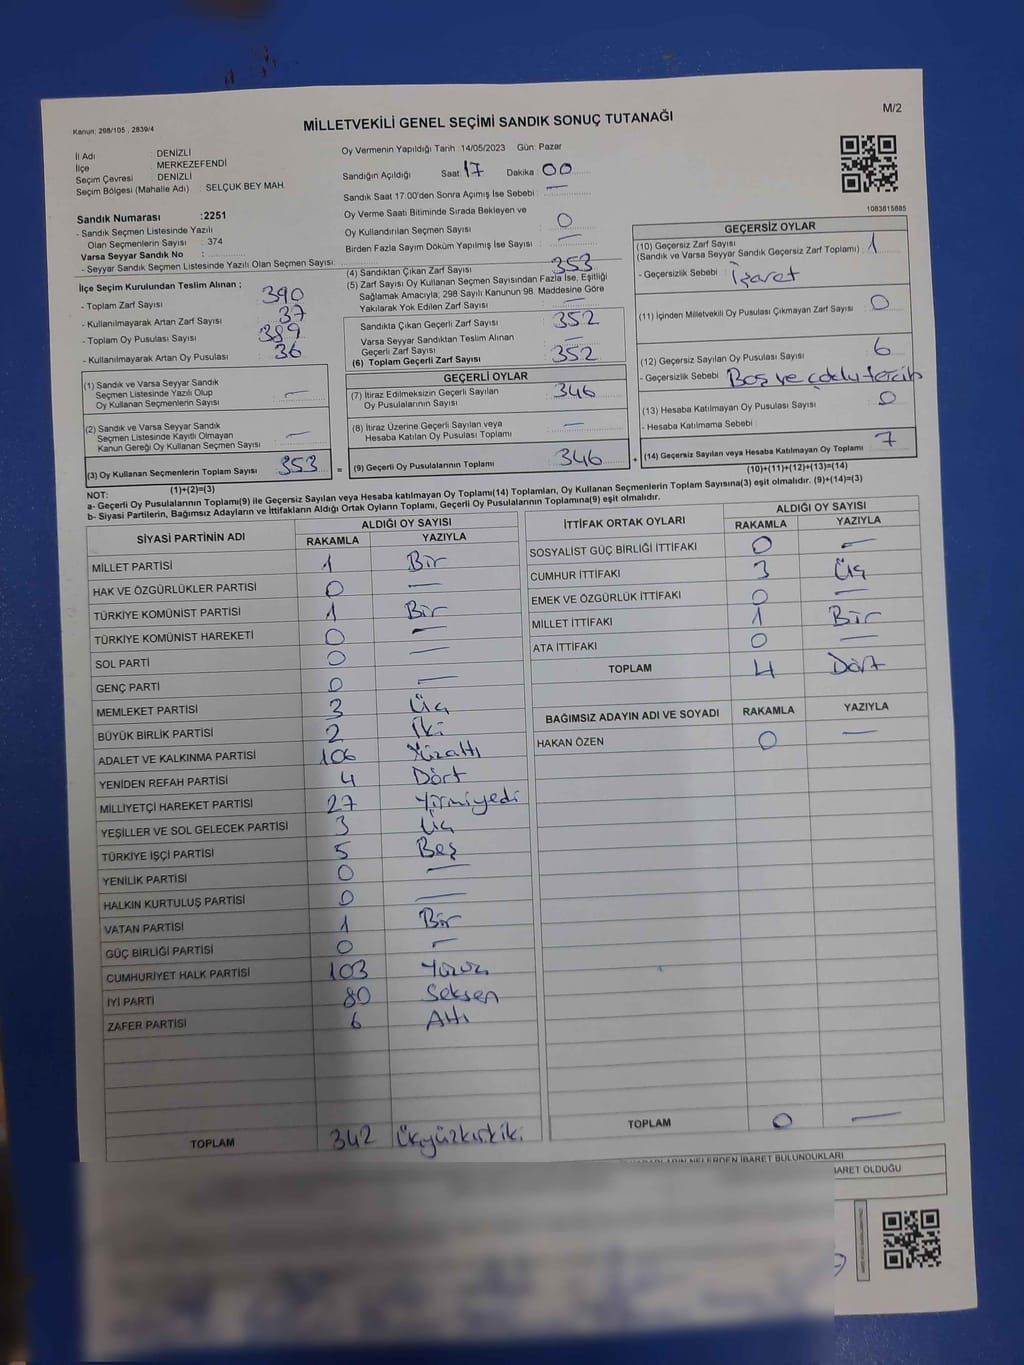 M/2
Kanun: 298/105 , 2839/4
MİLLETVEKİLİ GENEL SEÇİMİ SANDIK SONUÇ TUTANAĞI
İl Adı : DENİZLİ
İlçe : MERKEZEFENDİ
Seçim Çevresi : DENİZLİ
Seçim Bölgesi (Mahalle Adı) : SELÇUK BEY MAH.
Sandık Numarası :2251
- Sandık Seçmen Listesinde Yazılı
Olan Seçmenlerin Sayısı : 374
Varsa Seyyar Sandık No :
- Seyyar Sandık Seçmen Listesinde Yazılı Olan Seçmen Sayısı:
İlçe Seçim Kurulundan Teslim Alınan ;
- Toplam Zarf Sayısı : 390
- Kullanılmayarak Artan Zarf Sayısı : 37
- Toplam Oy Pusulası Sayısı : 389
- Kullanılmayarak Artan Oy Pusulası : 36
(1) Sandık ve Varsa Seyyar Sandık
Seçmen Listesinde Yazılı Olup
Oy Kullanan Seçmenlerin Sayısı : —
(2) Sandık ve Varsa Seyyar Sandık
Seçmen Listesinde Kayıtlı Olmayan
Kanun Gereği Oy Kullanan Seçmen Sayısı : —
(3) Oy Kullanan Seçmenlerin Toplam Sayısı 353
(1)+(2)=(3)
Oy Vermenin Yapıldığı Tarih : 14/05/2023 Gün: Pazar
Sandığın Açıldığı Saat: 17 Dakika : 00
Sandık Saat 17:00'den Sonra Açımış İse Sebebi : —
Oy Verme Saati Bitiminde Sırada Bekleyen ve
Oy Kullandırılan Seçmen Sayısı : 0
Birden Fazla Sayım Döküm Yapılmış İse Sayısı : —
(4) Sandıktan Çıkan Zarf Sayısı : 353
(5) Zarf Sayısı Oy Kullanan Seçmen Sayısından Fazla İse, Eşitliği
Sağlamak Amacıyla, 298 Sayılı Kanunun 98. Maddesine Göre
Yakılarak Yok Edilen Zarf Sayısı : —
Sandıkta Çıkan Geçerli Zarf Sayısı : 352
Varsa Seyyar Sandıktan Teslim Alınan
Geçerli Zarf Sayısı : —
(6) Toplam Geçerli Zarf Sayısı : 352
GEÇERLİ OYLAR
(7) İtiraz Edilmeksizin Geçerli Sayılan
Oy Pusulalarının Sayısı : 346
(8) İtiraz Üzerine Geçerli Sayılan veya
Hesaba Katılan Oy Pusulası Toplamı : —
= (9) Geçerli Oy Pusulalarının Toplamı : 346 +
1083815885
GEÇERSİZ OYLAR
(10) Geçersiz Zarf Sayısı
(Sandık ve Varsa Seyyar Sandık Geçersiz Zarf Toplamı) : 1
- Geçersizlik Sebebi : İşaret
(11) İçinden Milletvekili Oy Pusulası Çıkmayan Zarf Sayısı : 0
(12) Geçersiz Sayılan Oy Pusulası Sayısı : 6
- Geçersizlik Sebebi : Boş ve çoklu tercih
(13) Hesaba Katılmayan Oy Pusulası Sayısı : 0
- Hesaba Katılmama Sebebi :
(14) Geçersiz Sayılan veya Hesaba Katılmayan Oy Toplamı : 7
(10)+(11)+(12)+(13)=(14)
NOT:
a- Geçerli Oy Pusulalarının Toplamı(9) ile Geçersiz Sayılan veya Hesaba katılmayan Oy Toplamı(14) Toplamları, Oy Kullanan Seçmenlerin Toplam Sayısına(3) eşit olmalıdır. (9)+(14)=(3)
b- Siyasi Partilerin, Bağımsız Adayların ve İttifakların Aldığı Ortak Oyların Toplamı, Geçerli Oy Pusulalarının Toplamına(9) eşit olmalıdır.
SİYASİ PARTİNİN ADI ALDIĞI OY SAYISI
RAKAMLA YAZIYLA
MİLLET PARTİSİ 1 Bir
HAK VE ÖZGÜRLÜKLER PARTİSİ 0 —
TÜRKİYE KOMÜNİST PARTİSİ 1 Bir
TÜRKİYE KOMÜNİST HAREKETİ 0 —
SOL PARTİ 0 —
GENÇ PARTİ 0 —
MEMLEKET PARTİSİ 3 Üç
BÜYÜK BİRLİK PARTİSİ 2 İki
ADALET VE KALKINMA PARTİSİ 106 Yüzaltı
YENİDEN REFAH PARTİSİ 4 Dört
MİLLİYETÇİ HAREKET PARTİSİ 27 Yirmiyedi
YEŞİLLER VE SOL GELECEK PARTİSİ 3 Üç
TÜRKİYE İŞÇİ PARTİSİ 5 Beş
YENİLİK PARTİSİ 0 —
HALKIN KURTULUŞ PARTİSİ 0 —
VATAN PARTİSİ 1 Bir
GÜÇ BİRLİĞİ PARTİSİ 0 —
CUMHURİYET HALK PARTİSİ 103
İYİ PARTİ 80 Seksen
ZAFER PARTİSİ 6 Altı
TOPLAM 342 Üçyüzkırkiki
İTTİFAK ORTAK OYLARI ALDIĞI OY SAYISI
RAKAMLA YAZIYLA
SOSYALİST GÜÇ BİRLİĞİ İTTİFAKI 0 —
CUMHUR İTTİFAKI 3 Üç
EMEK VE ÖZGÜRLÜK İTTİFAKI 0 —
MİLLET İTTİFAKI 1 Bir
ATA İTTİFAKI 0 —
TOPLAM 4 Dört
BAĞIMSIZ ADAYIN ADI VE SOYADI RAKAMLA YAZIYLA
HAKAN ÖZEN 0 —
TOPLAM 0 —
NELERDEN İBARET BULUNDUKLARI
OLDUĞU